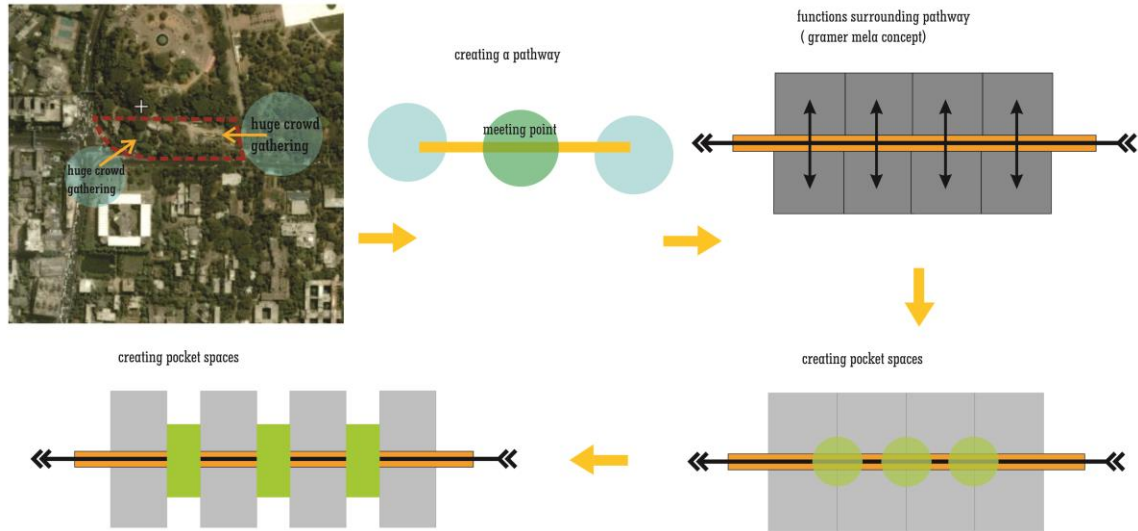 huge crowd
gathering
huge crowd
gathering
creating a pathway
meeting point
functions surrounding pathway
( gramer mela concept)
creating pocket spaces
creating pocket spaces